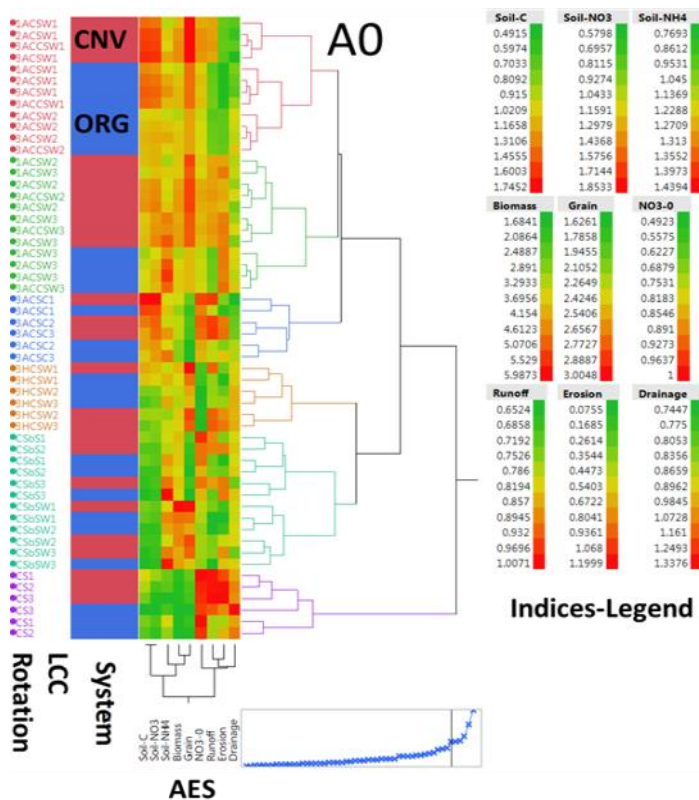 1ACSW1
2ACSW1
3ACCSW1
3ACSW1
1ACSW1
2ACSW1
3ACSW1
3ACCSW1
1ACSW2
2ACSW2
3ACSW2
3ACCSW2
1ACSW2
1ACSW3
2ACSW2
3ACCSW2
3ACSW2
2ACSW3
3ACCSW3
3ACSW3
1ACSW3
2ACSW3
3ACSW3
3ACCSW3
3ACSC1
3ACSC1
3ACSC2
3ACSC3
3ACSC2
3ACSC3
3HCSW1
3HCSW1
3HCSW2
3HCSW3
3HCSW2
3HCSW3
CSbS1
CSbS2
CSbS1
CSbS2
CSbS3
CSbS3
CSbSW1
CSbSW1
CSbSW2
CSbSW2
CSbSW3
CSbSW3
CS1
CS2
CS3
CS3
CS1
CS2
CNV
ORG
A0
Rotation
LCC
System
Soil-C
Soil-NO3
Soil-NH4
Biomass
Grain
NO3-0
Runoff
Erosion
Drainage
AES
Soil-C
0.4915
0.5974
0.7033
0.8092
0.915
1.0209
1.1658
1.3106
1.4555
1.6003
1.7452
Soil-NO3
0.5798
0.6957
0.8115
0.9274
1.0433
1.1591
1.2979
1.4368
1.5756
1.7144
1.8533
Soil-NH4
0.7693
0.8612
0.9531
1.045
1.1369
1.2288
1.2709
1.313
1.3552
1.3973
1.4394
Biomass
1.6841
2.0864
2.4887
2.891
3.2933
3.6956
4.154
4.6123
5.0706
5.529
5.9873
Grain
1.6261
1.7858
1.9455
2.1052
2.2649
2.4246
2.5406
2.6567
2.7727
2.8887
3.0048
NO3-0
0.4923
0.5575
0.6227
0.6879
0.7531
0.8183
0.8546
0.891
0.9273
0.9637
1
Runoff
0.6524
0.6858
0.7192
0.7526
0.786
0.8194
0.857
0.8945
0.932
0.9696
1.0071
Erosion
0.0755
0.1685
0.2614
0.3544
0.4473
0.5403
0.6722
0.8041
0.9361
1.068
1.1999
Drainage
0.7447
0.775
0.8053
0.8356
0.8659
0.8962
0.9845
1.0728
1.161
1.2493
1.3376
Indices-Legend